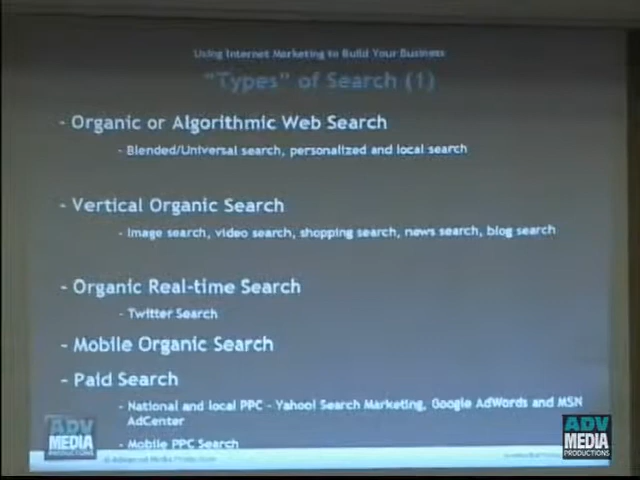 Using Internet Marketing to Build Your Business
"Types" of Search (1)
- Organic or Algorithmic Web Search
- Blended/Universal search, personalized and local search
- Vertical Organic Search
- Image search, video search, shopping search, news search, blog search
- Organic Real-time Search
- Twitter Search
- Mobile Organic Search
- Paid Search
- National and local PPC - Yahoo! Search Marketing, Google AdWords and MSN
AdCenter
- Mobile PPC Search
ADV
MEDIA
PRODUCTIONS
© Advanced Media Productions
ADV
MEDIA
PRODUCTIONS